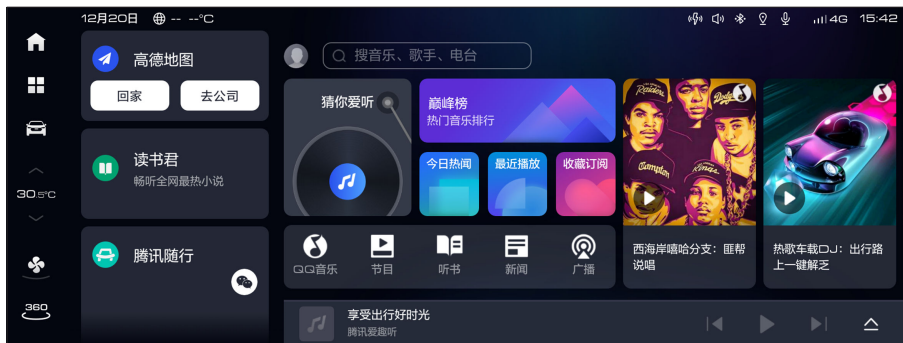 12月20日 -- --°C
4G 15:42
高德地图
回家 去公司
读书君
畅听全网最热小说
腾讯随行
30.5°C
360
搜音乐、歌手、电台
猜你爱听
巅峰榜
热门音乐排行
今日热闻 最近播放 收藏订阅
QQ音乐 节目 听书 新闻 广播
Raiders
Dodgers
Compton
Kings
西海岸嘻哈分支：匪帮
说唱
热歌车载DJ：出行路
上一键解乏
享受出行好时光
腾讯爱趣听